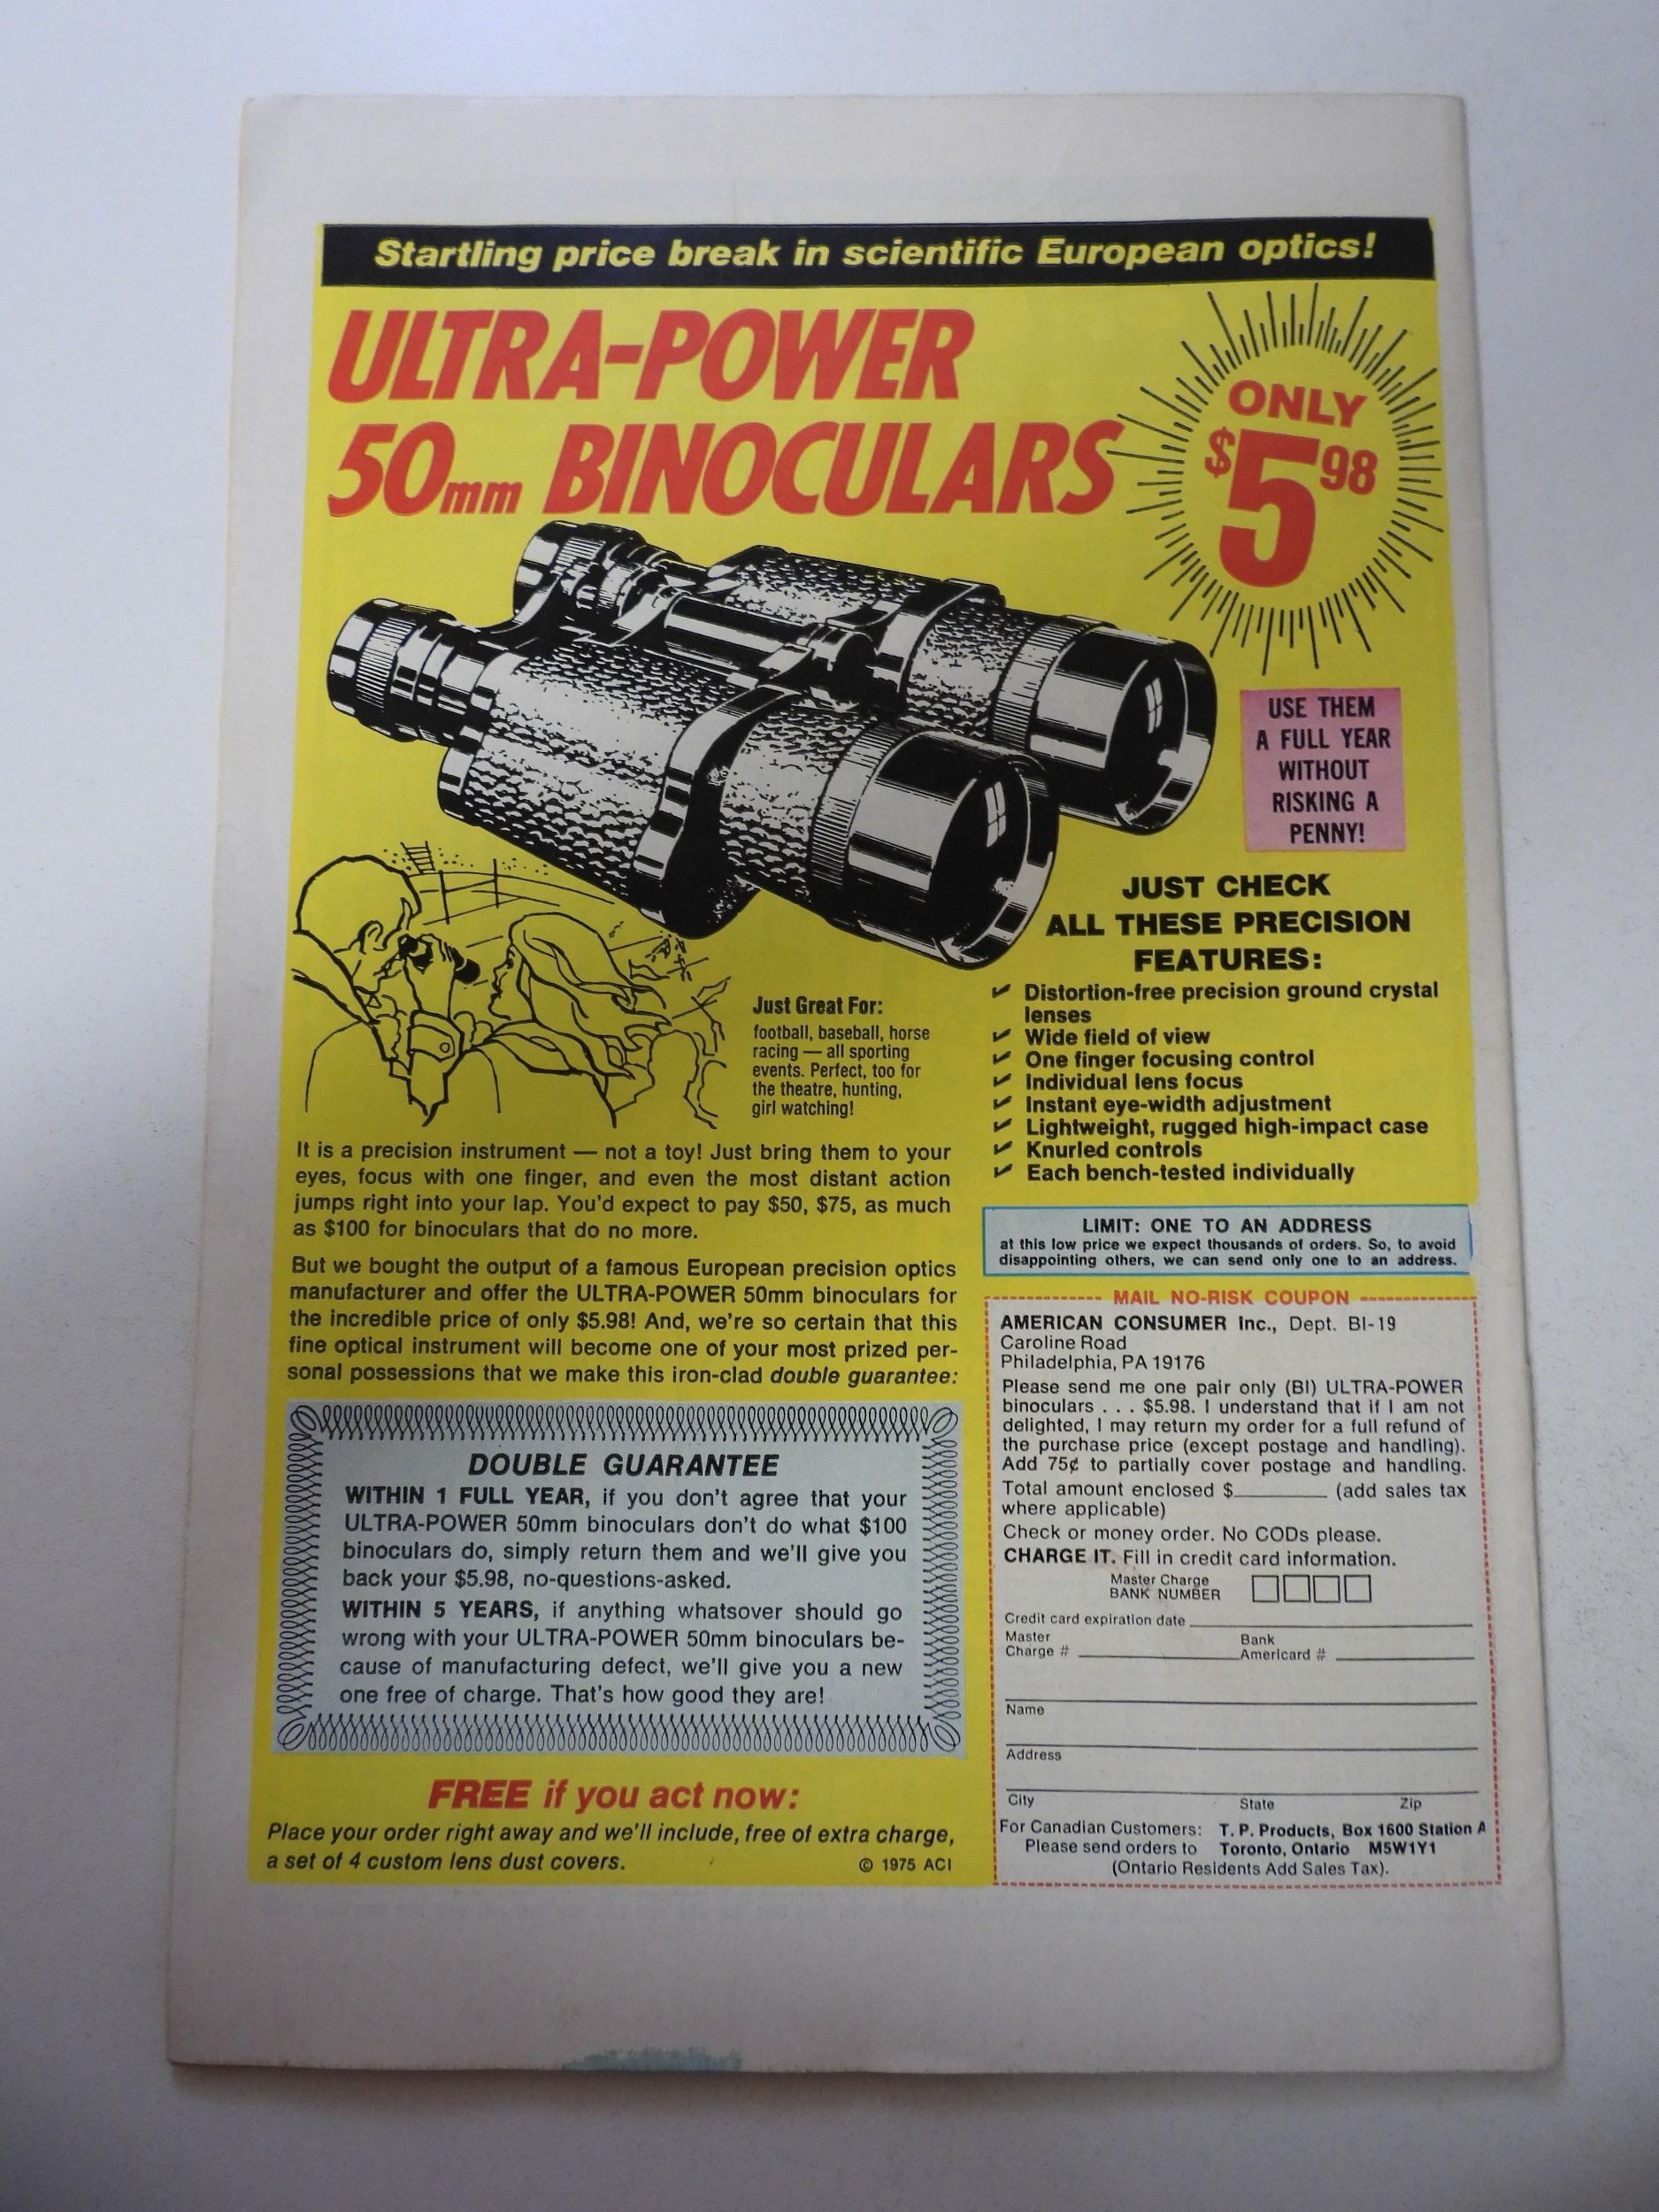 Startling price break in scientific European optics!
ULTRA-POWER
50mm BINOCULARS
ONLY
$5 98
USE THEM
A FULL YEAR
WITHOUT
RISKING A
PENNY!
JUST CHECK
ALL THESE PRECISION
FEATURES:
✔ Distortion-free precision ground crystal
lenses
✔ Wide field of view
✔ One finger focusing control
✔ Individual lens focus
✔ Instant eye-width adjustment
✔ Lightweight, rugged high-impact case
✔ Knurled controls
✔ Each bench-tested individually
Just Great For:
football, baseball, horse
racing — all sporting
events. Perfect, too for
the theatre, hunting,
girl watching!
It is a precision instrument — not a toy! Just bring them to your
eyes, focus with one finger, and even the most distant action
jumps right into your lap. You'd expect to pay $50, $75, as much
as $100 for binoculars that do no more.
But we bought the output of a famous European precision optics
manufacturer and offer the ULTRA-POWER 50mm binoculars for
the incredible price of only $5.98! And, we're so certain that this
fine optical instrument will become one of your most prized per-
sonal possessions that we make this iron-clad double guarantee:
DOUBLE GUARANTEE
WITHIN 1 FULL YEAR, if you don't agree that your
ULTRA-POWER 50mm binoculars don't do what $100
binoculars do, simply return them and we'll give you
back your $5.98, no-questions-asked.
WITHIN 5 YEARS, if anything whatsover should go
wrong with your ULTRA-POWER 50mm binoculars be-
cause of manufacturing defect, we'll give you a new
one free of charge. That's how good they are!
FREE if you act now:
Place your order right away and we'll include, free of extra charge,
a set of 4 custom lens dust covers.
© 1975 ACI
LIMIT: ONE TO AN ADDRESS
at this low price we expect thousands of orders. So, to avoid
disappointing others, we can send only one to an address.
MAIL NO-RISK COUPON
AMERICAN CONSUMER Inc., Dept. BI-19
Caroline Road
Philadelphia, PA 19176
Please send me one pair only (BI) ULTRA-POWER
binoculars . . . $5.98. I understand that if I am not
delighted, I may return my order for a full refund of
the purchase price (except postage and handling).
Add 75¢ to partially cover postage and handling.
Total amount enclosed $________ (add sales tax
where applicable)
Check or money order. No CODs please.
CHARGE IT. Fill in credit card information.
Master Charge
BANK NUMBER
Credit card expiration date
Master
Charge #
Bank
Americard #
Name
Address
City State Zip
For Canadian Customers: T. P. Products, Box 1600 Station A
Please send orders to Toronto, Ontario M5W1Y1
(Ontario Residents Add Sales Tax).